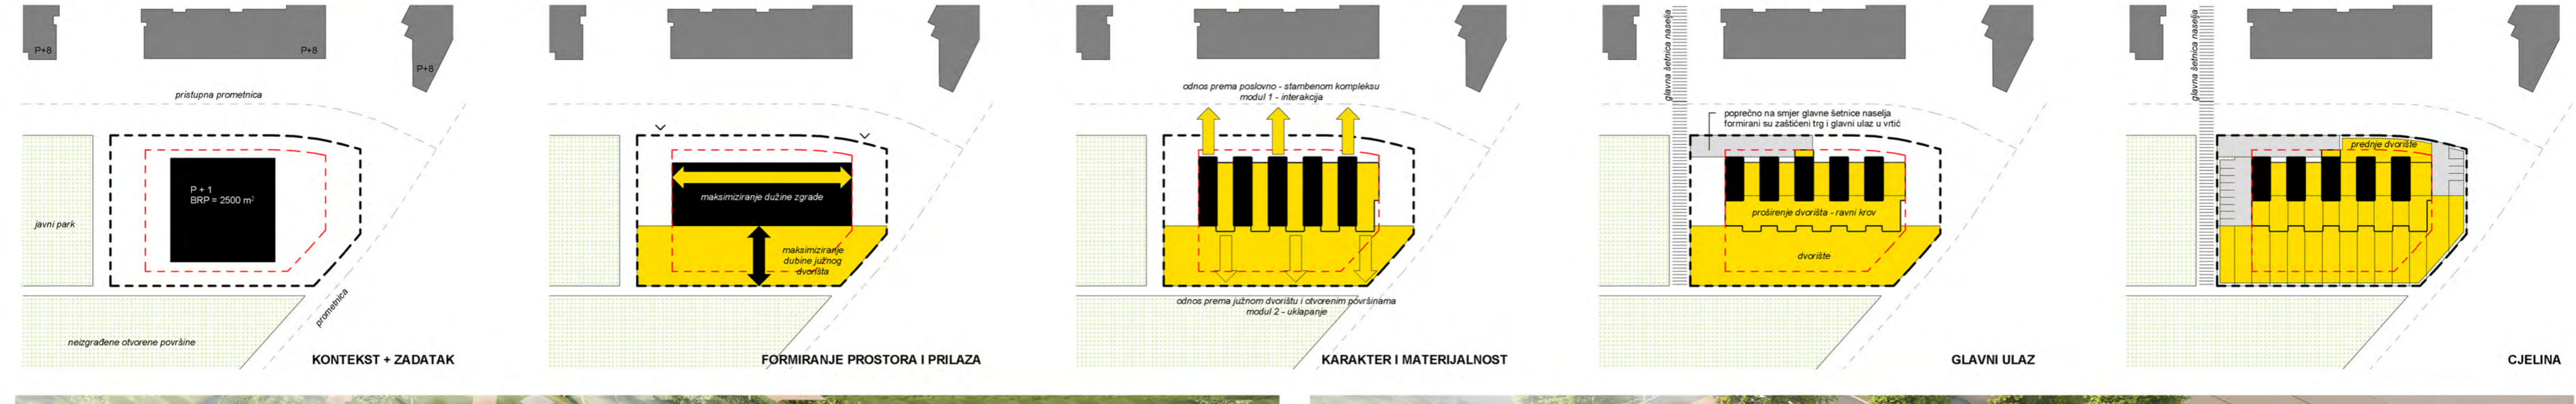 P+8
P+8
P+8
pristupna prometnica
P + 1
BRP = 2500 m²
javni park
prometnica
neizgrađene otvorene površine
KONTEKST + ZADATAK
maksimiziranje dužine zgrade
maksimiziranje
dubine južnog
dvorišta
FORMIRANJE PROSTORA I PRILAZA
odnos prema poslovno - stambenom kompleksu
modul 1 - interakcija
odnos prema južnom dvorištu i otvorenim površinama
modul 2 - uklapanje
KARAKTER I MATERIJALNOST
glavna šetnica naselja
poprečno na smjer glavne šetnice naselja
formirani su zaštićeni trg i glavni ulaz u vrtić
proširenje dvorišta - ravni krov
dvorište
GLAVNI ULAZ
glavna šetnica naselja
prednje dvorište
CJELINA